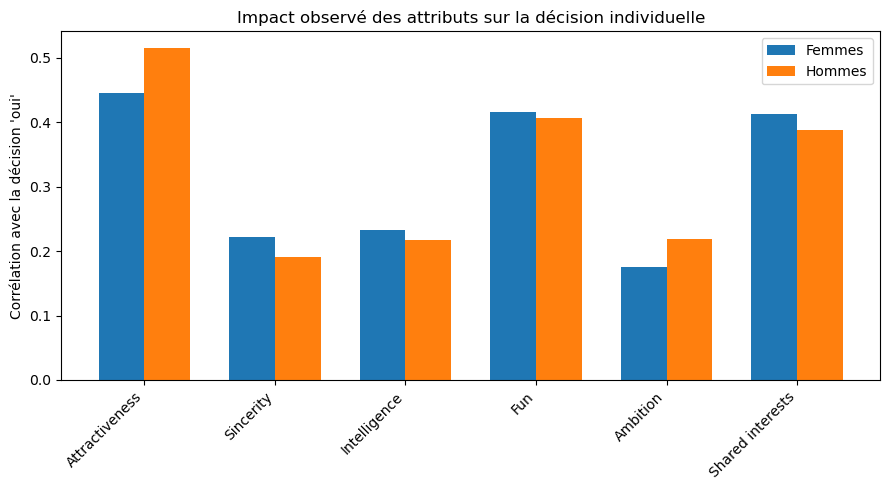 Impact observé des attributs sur la décision individuelle
Femmes
Hommes
Corrélation avec la décision 'oui'
0.5
0.4
0.3
0.2
0.1
0.0
Attractiveness
Sincerity
Intelligence
Fun
Ambition
Shared interests